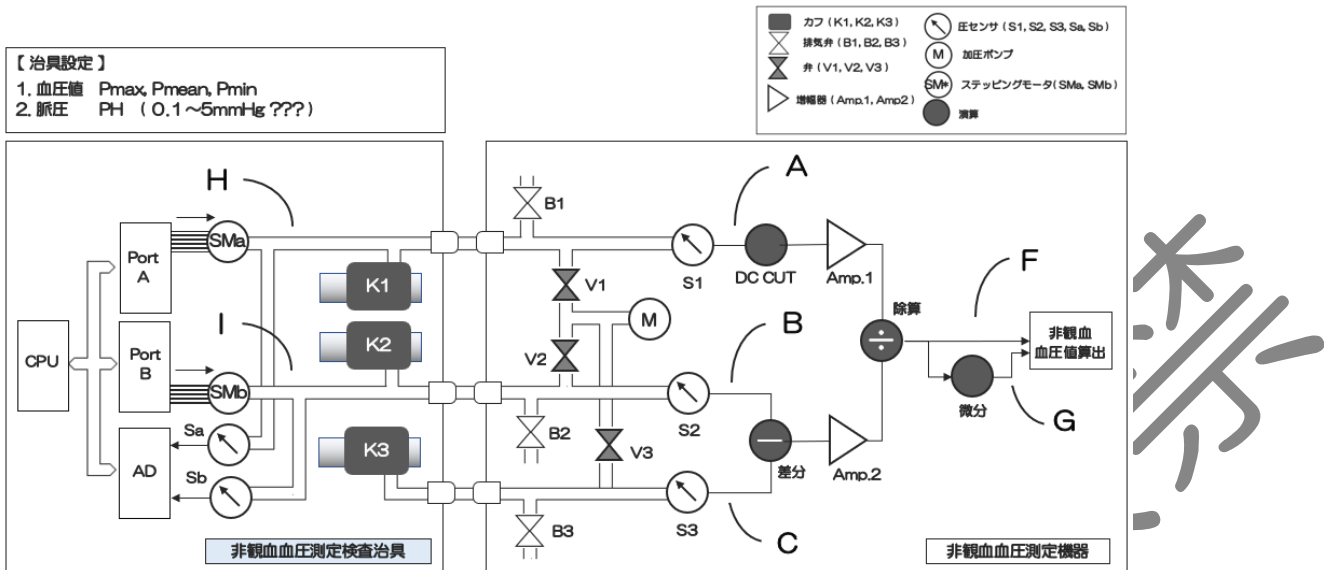 カフ ( K1, K2, K3 )
排気弁 ( B1, B2, B3 )
弁 ( V1, V2, V3 )
増幅器 ( Amp.1, Amp2 )
圧センサ ( S1, S2, S3, Sa, Sb )
M 加圧ポンプ
SM* ステッピングモータ( SMa, SMb )
演算
【 治具設定 】
1. 血圧値 Pmax, Pmean, Pmin
2. 脈圧 PH ( 0.1~5mmHg ??? )
H
A
B1
Port A
SMa
K1
S1
DC CUT
Amp.1
V1
F
I
K2
M
B
除算
÷
CPU
Port B
V2
非観血
血圧値算出
SMb
微分
G
Sa
B2
S2
K3
V3
−
差分
Amp.2
AD
Sb
B3
S3
C
非観血血圧測定検査治具
非観血血圧測定機器